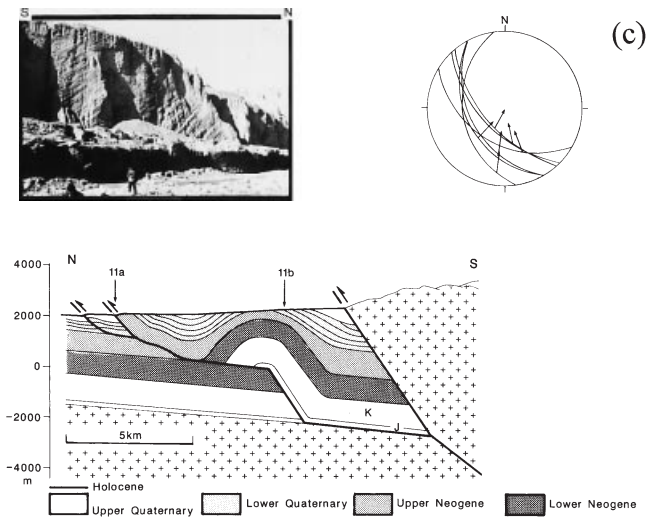 S N
N
(c)
4000
2000
0
-2000
-4000
m
N
11a
11b
S
K
J
5km
Holocene
Upper Quaternary
Lower Quaternary
Upper Neogene
Lower Neogene